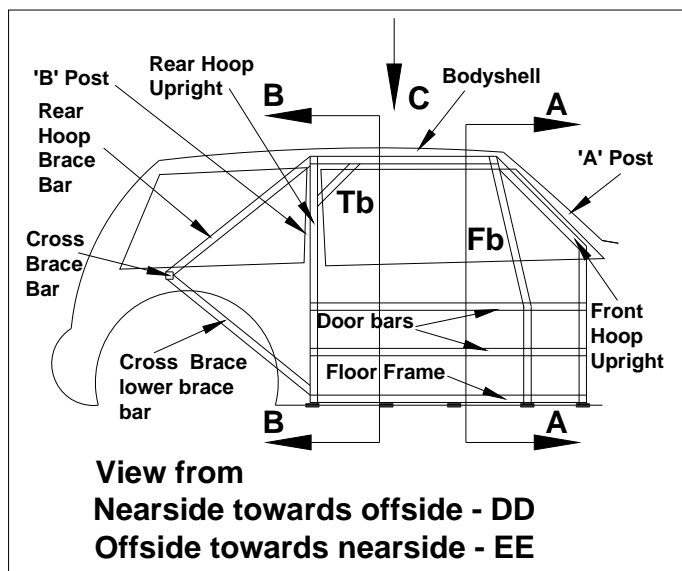 Rear Hoop
Upright
'B' Post
B
C
Bodyshell
A
Rear
Hoop
Brace
Bar
'A' Post
Tb
Fb
Cross
Brace
Bar
Door bars
Front
Hoop
Upright
Cross Brace
lower brace
bar
Floor Frame
B
A
View from
Nearside towards offside - DD
Offside towards nearside - EE